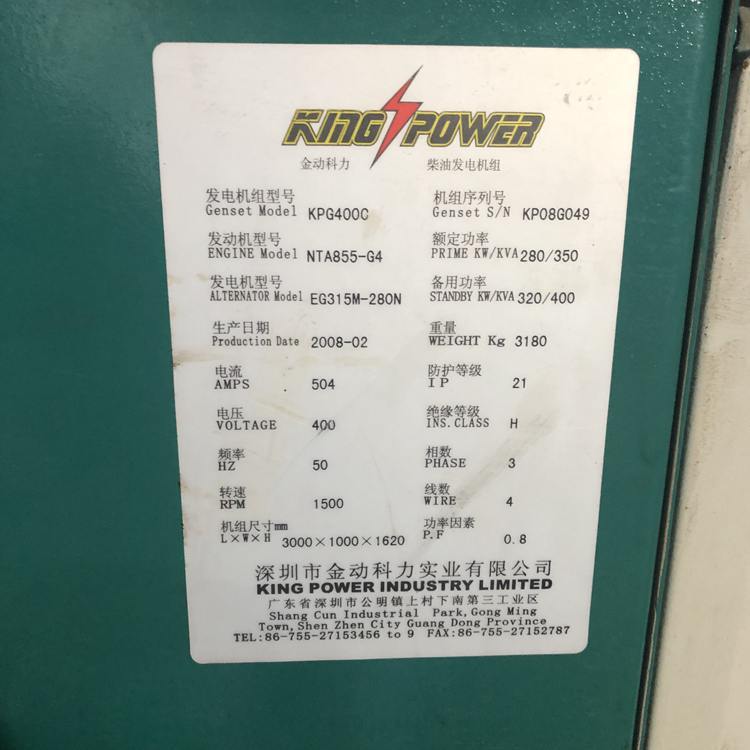 KING POWER
金动科力 柴油发电机组
发电机组型号 机组序列号
Genset Model KPG400C Genset S/N KP08G049
发动机型号 额定功率
ENGINE Model NTA855-G4 PRIME KW/KVA 280/350
发电机型号 备用功率
ALTERNATOR Model EG315M-280N STANDBY KW/KVA 320/400
生产日期 重量
Production Date 2008-02 WEIGHT Kg 3180
电流 防护等级
AMPS 504 IP 21
电压 绝缘等级
VOLTAGE 400 INS.CLASS H
频率 相数
HZ 50 PHASE 3
转速 线数
RPM 1500 WIRE 4
机组尺寸mm 功率因素
L×W×H 3000×1000×1620 P.F 0.8
深圳市金动科力实业有限公司
KING POWER INDUSTRY LIMITED
广东省深圳市公明镇上村下南第三工业区
Shang Cun Industrial Park,Gong Ming
Town,Shen Zhen City Guang Dong Province
TEL:86-755-27153456 to 9 FAX:86-755-27152787